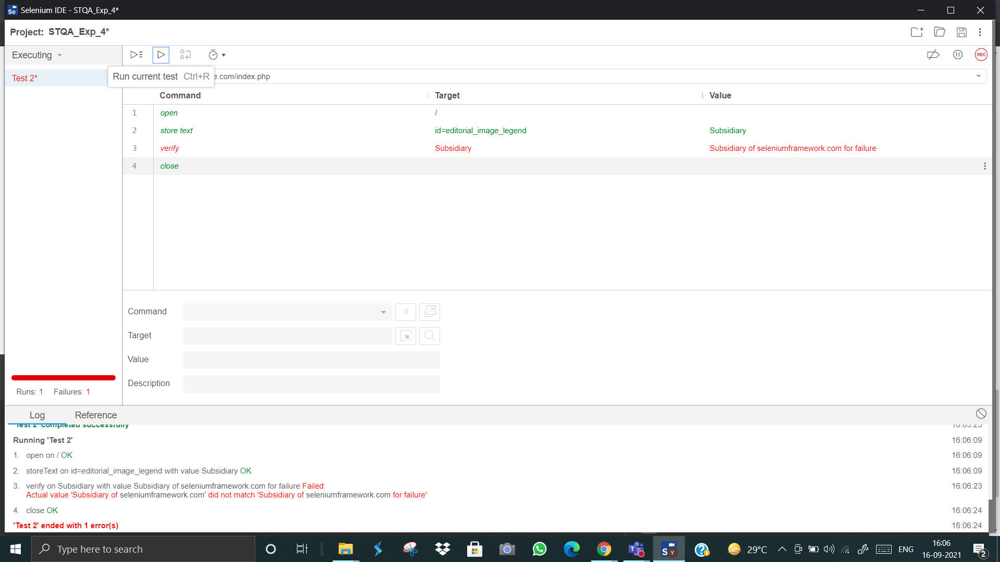 Selenium IDE - STQA_Exp_4*
Project: STQA_Exp_4*
Executing
REC
Test 2*
Run current test Ctrl+R
e.com/index.php
Command Target Value
1 open /
2 store text id=editorial_image_legend Subsidiary
3 verify Subsidiary Subsidiary of seleniumframework.com for failure
4 close
Command
//
Target
Value
Description
Runs: 1 Failures: 1
Log Reference
'Test 2' completed successfully 16:05:25
Running 'Test 2' 16:06:09
1. open on / OK 16:06:09
2. storeText on id=editorial_image_legend with value Subsidiary OK 16:06:09
3. verify on Subsidiary with value Subsidiary of seleniumframework.com for failure Failed: 16:06:23
Actual value 'Subsidiary of seleniumframework.com' did not match 'Subsidiary of seleniumframework.com for failure'
4. close OK 16:06:24
'Test 2' ended with 1 error(s) 16:06:24
Type here to search
29°C
ENG
16:06
16-09-2021
2